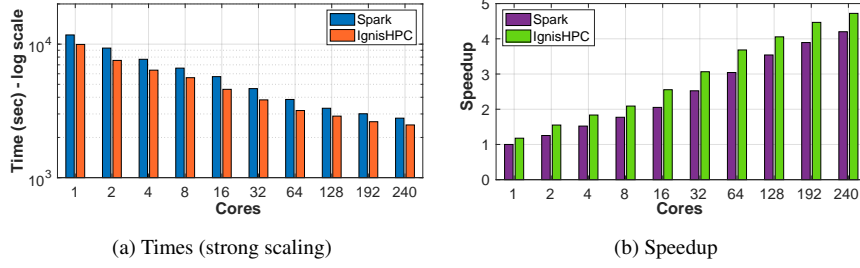 Time (sec) - log scale
10^4
10^3
Spark
IgnisHPC
1 2 4 8 16 32 64 128 192 240
Cores
(a) Times (strong scaling)
Speedup
5
4
3
2
1
0
Spark
IgnisHPC
1 2 4 8 16 32 64 128 192 240
Cores
(b) Speedup